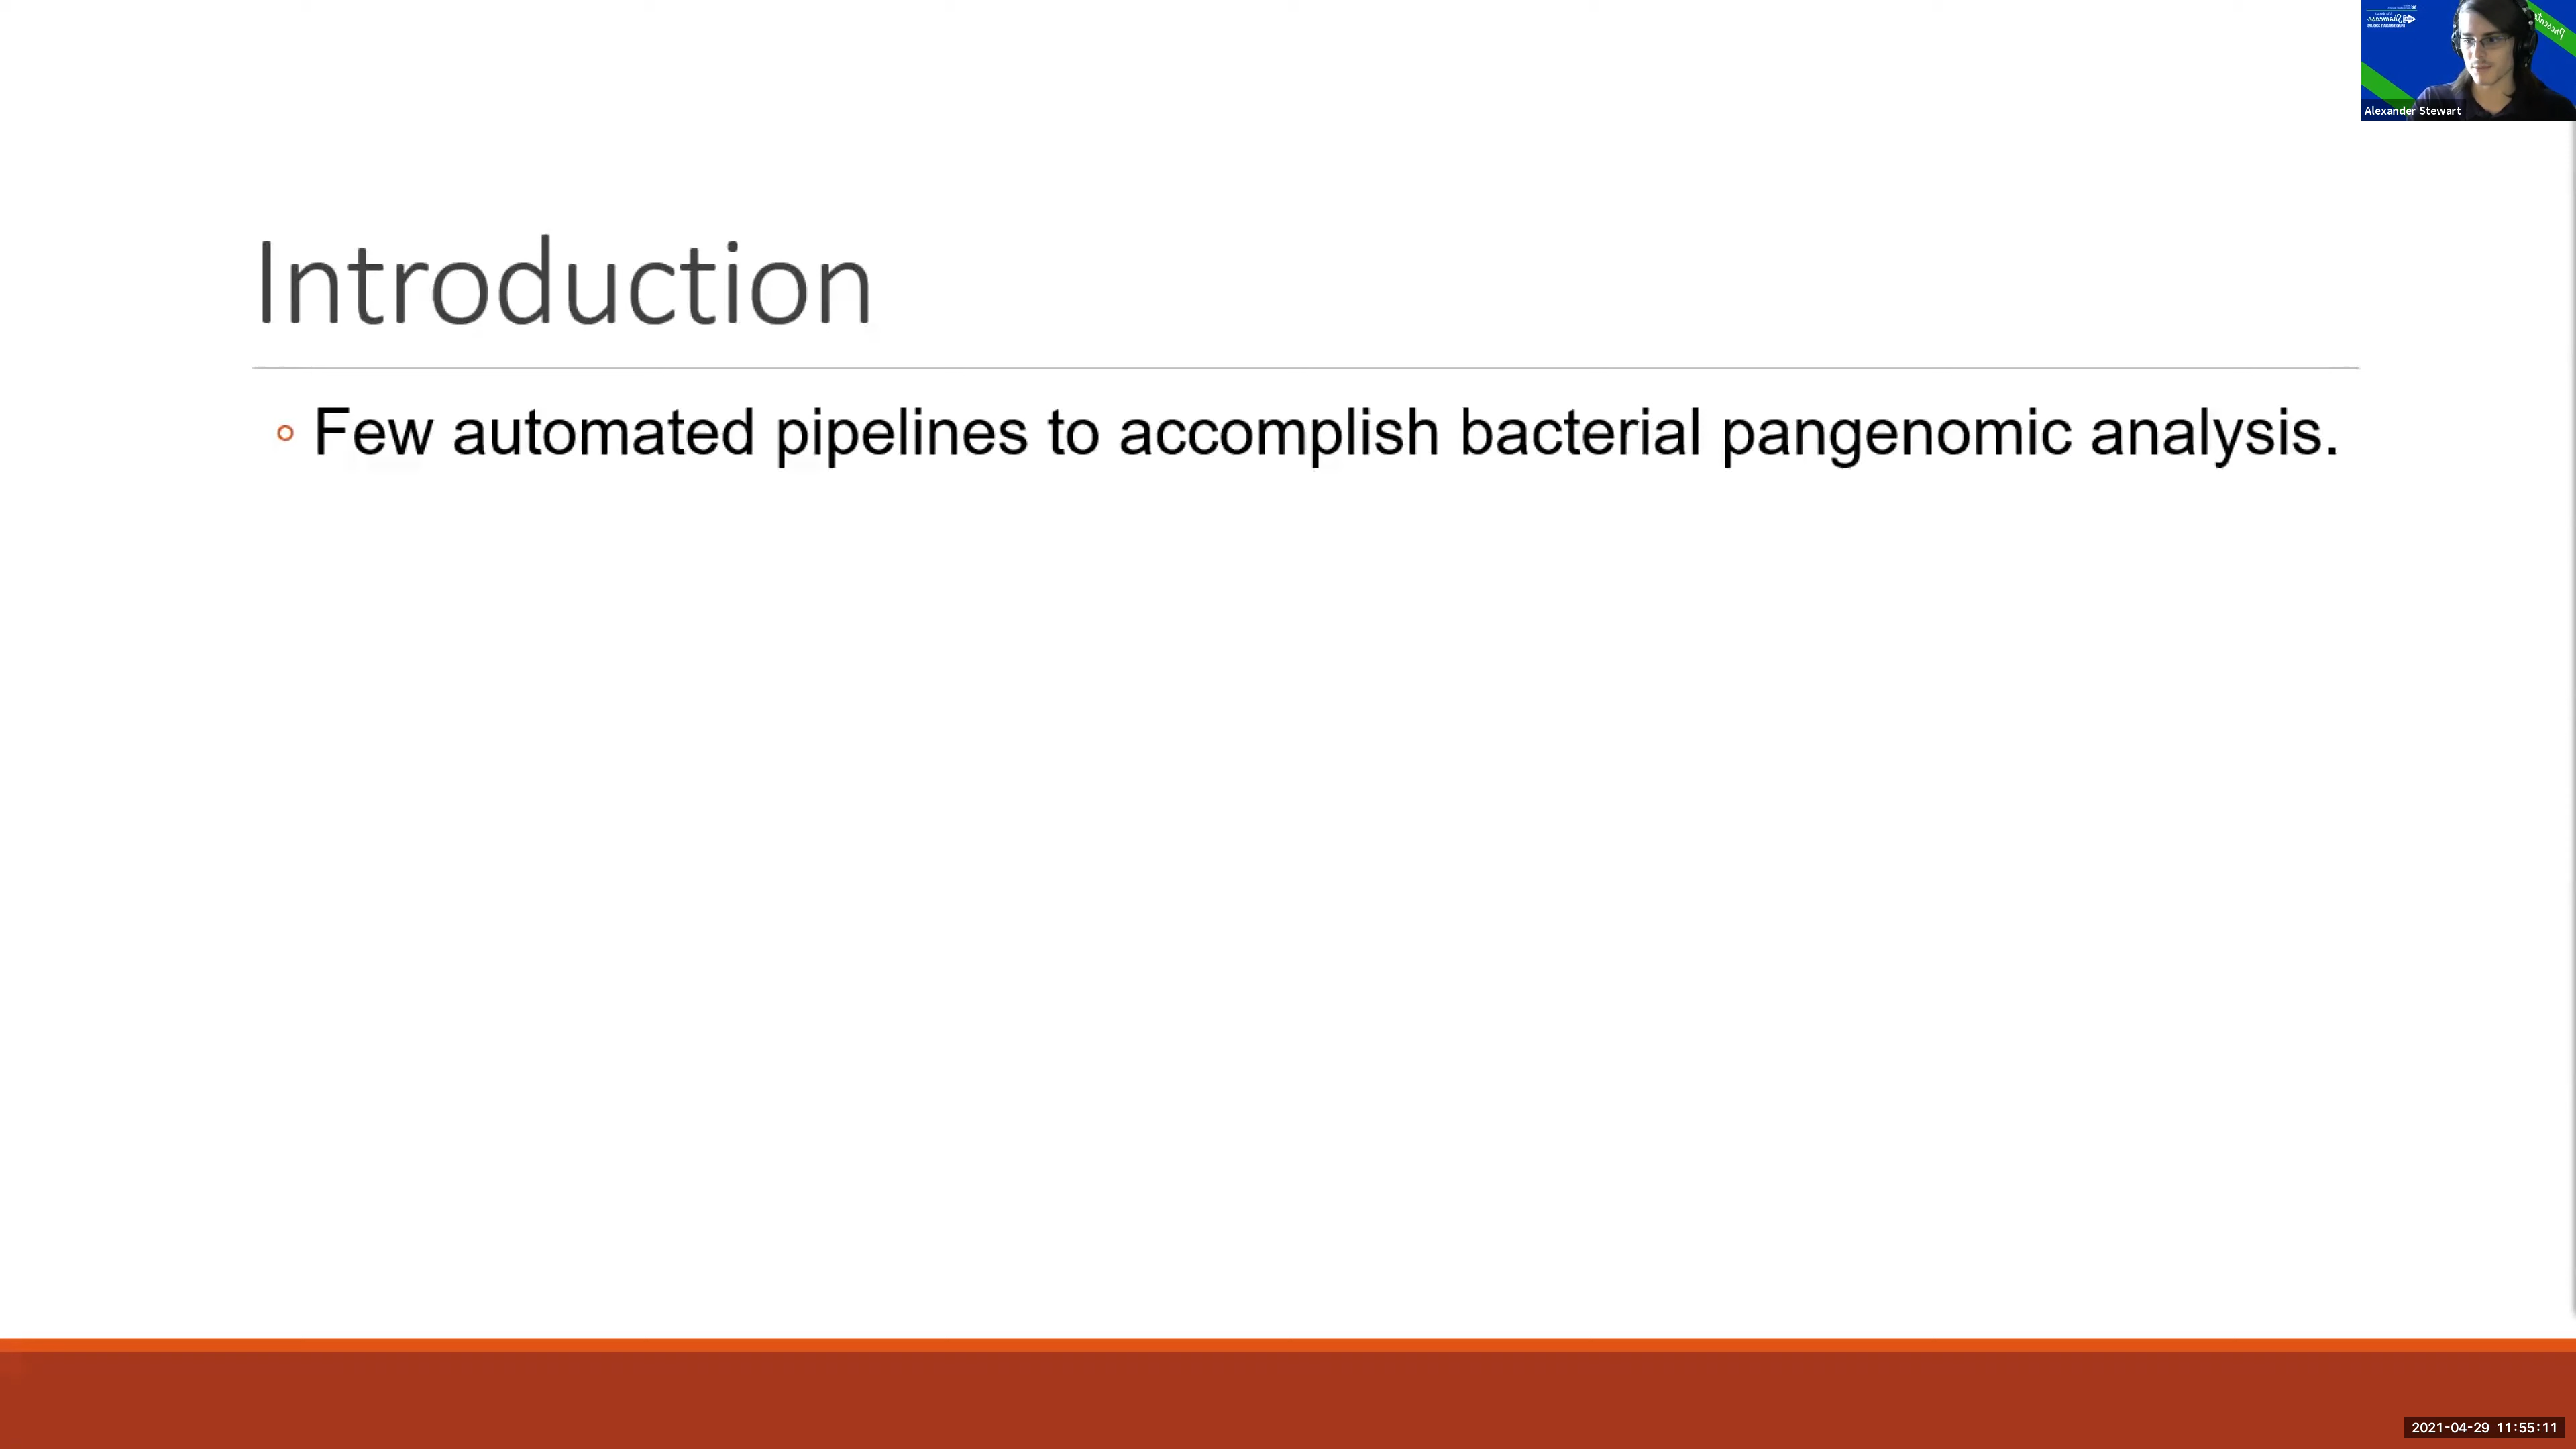 Alexander Stewart
Introduction
Few automated pipelines to accomplish bacterial pangenomic analysis.
2021-04-29 11:55:11